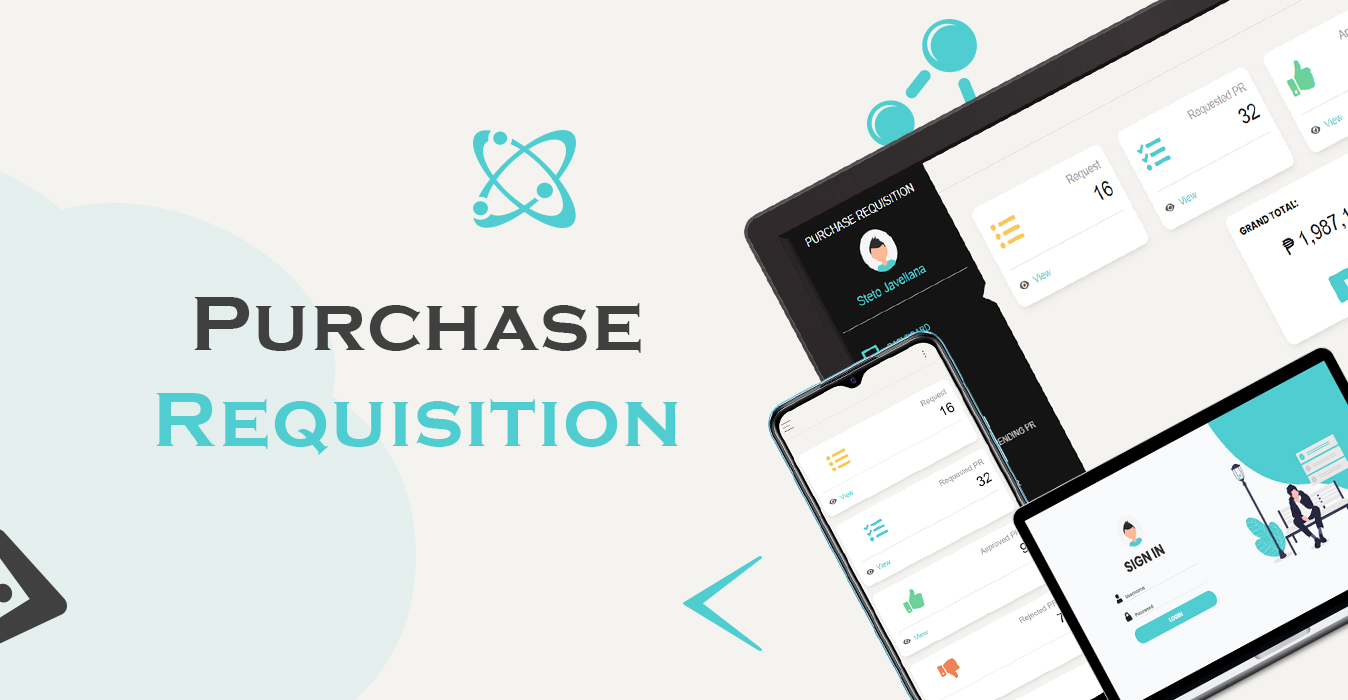 PURCHASE
REQUISITION
PURCHASE REQUISITION
Steto Javellana
DASHBOARD
PR
Request
16
View
Requested PR
32
View
View
GRAND TOTAL:
₱ 1,987,1
Request
16
View
Requested PR
32
View
Approved
View
Rejected PR
SIGN IN
Username
Password
LOGIN